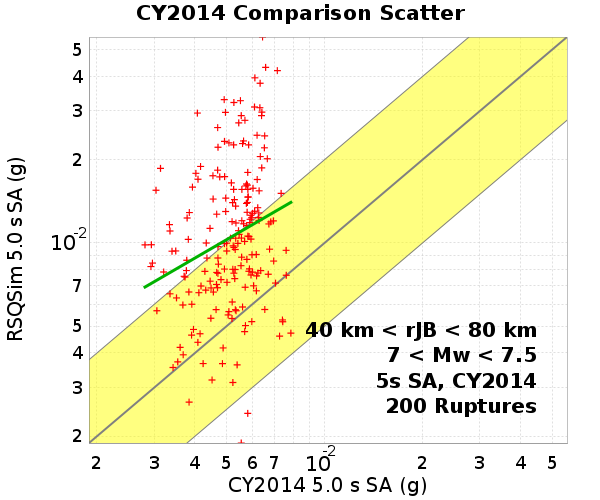 CY2014 Comparison Scatter
RSQSim 5.0 s SA (g)
5
4
3
2
10-2
7
5
4
3
2
40 km < rJB < 80 km
7 < Mw < 7.5
5s SA, CY2014
200 Ruptures
2 3 4 5 6 7 10-2 2 3 4 5
CY2014 5.0 s SA (g)